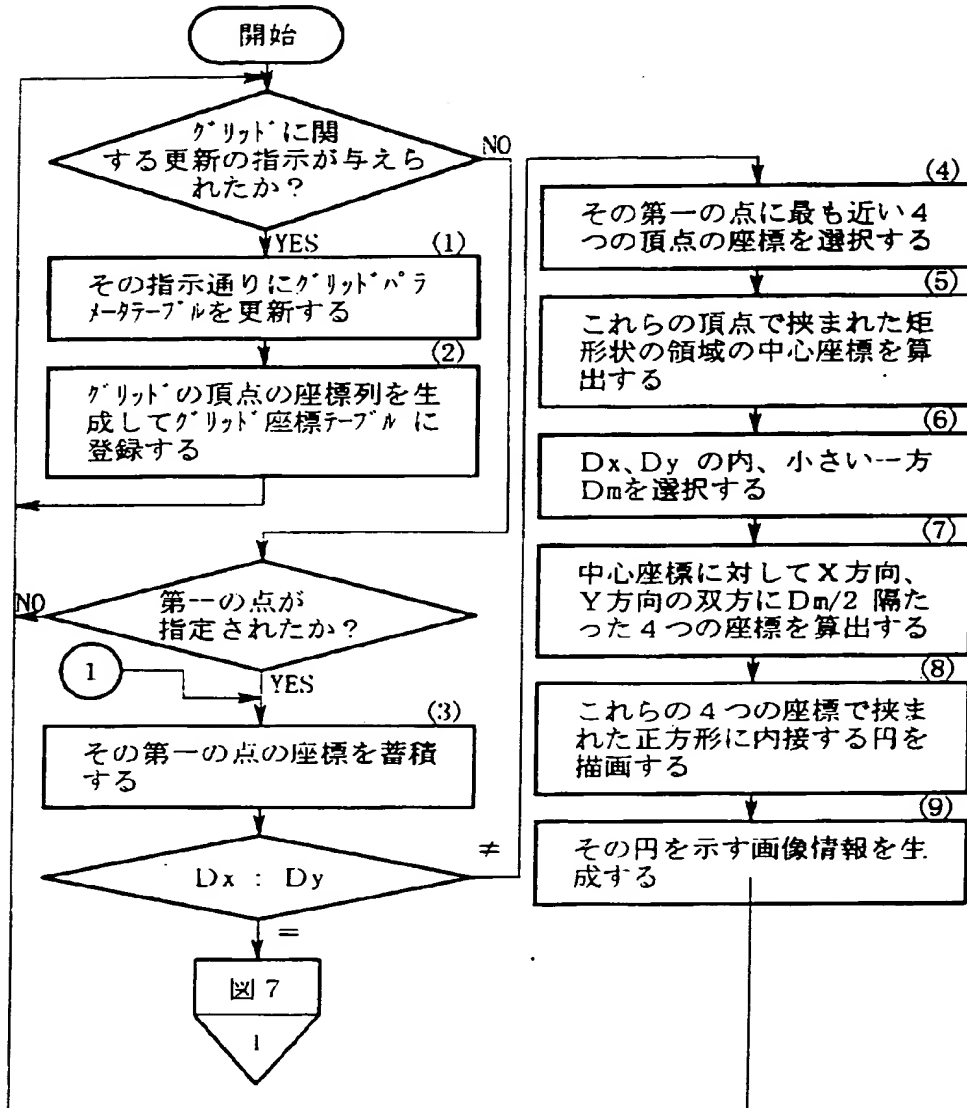 開始
グリッドに関
する更新の指示が与えら
れたか？
NO
YES
(1)
その指示通りにグリッドパラ
メータテーブルを更新する
(2)
グリッドの頂点の座標列を生
成してグリッド座標テーブルに
登録する
第一の点が
指定されたか？
NO
1
YES
(3)
その第一の点の座標を蓄積
する
Dx : Dy
≠
=
図7
1
(4)
その第一の点に最も近い4
つの頂点の座標を選択する
(5)
これらの頂点で挟まれた矩
形状の領域の中心座標を算
出する
(6)
Dx、Dy の内、小さい一方
Dmを選択する
(7)
中心座標に対してX方向、
Y方向の双方にDm/2 隔た
った4つの座標を算出する
(8)
これらの4つの座標で挟ま
れた正方形に内接する円を
描画する
(9)
その円を示す画像情報を生
成する